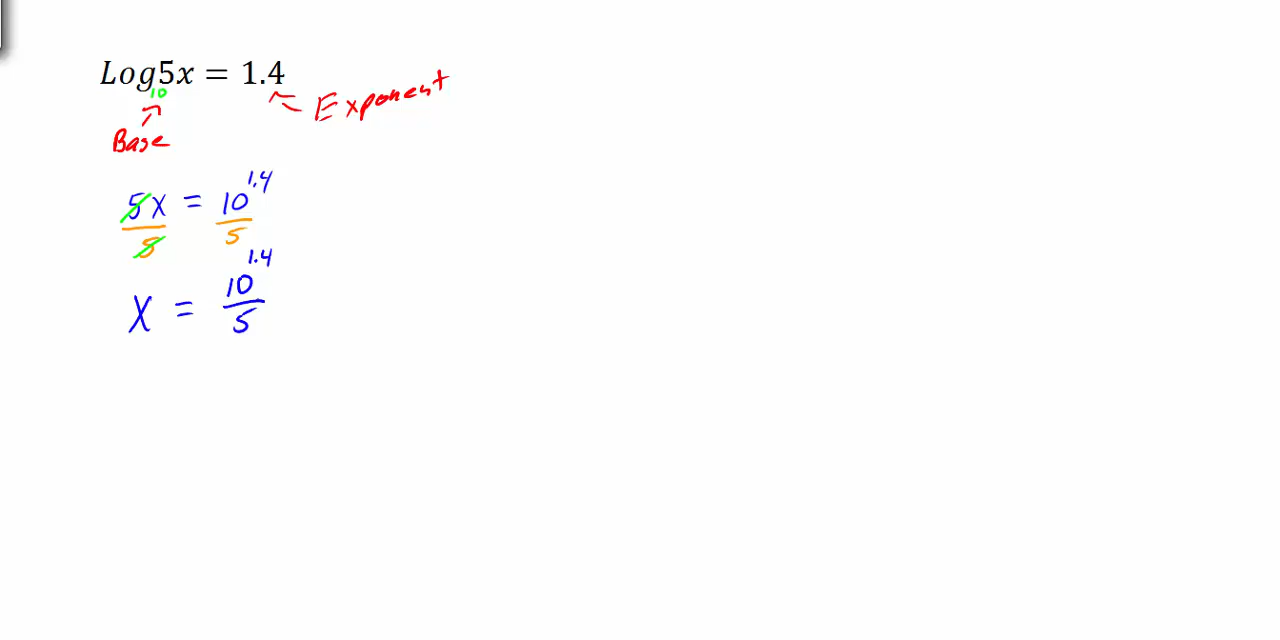 Log5x = 1.4
10
Exponent
Base
5x = 10^1.4
5 5
x = 10^1.4
5